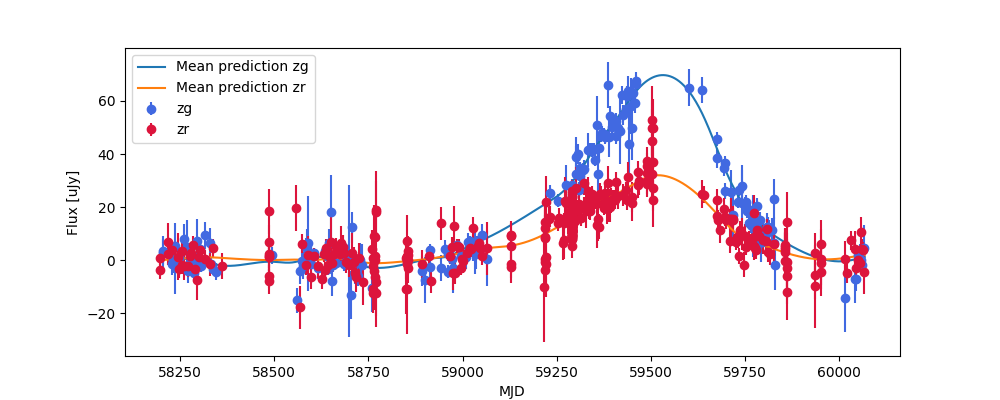 Mean prediction zg
Mean prediction zr
zg
zr
Flux [uJy]
60
40
20
0
−20
58250 58500 58750 59000 59250 59500 59750 60000
MJD